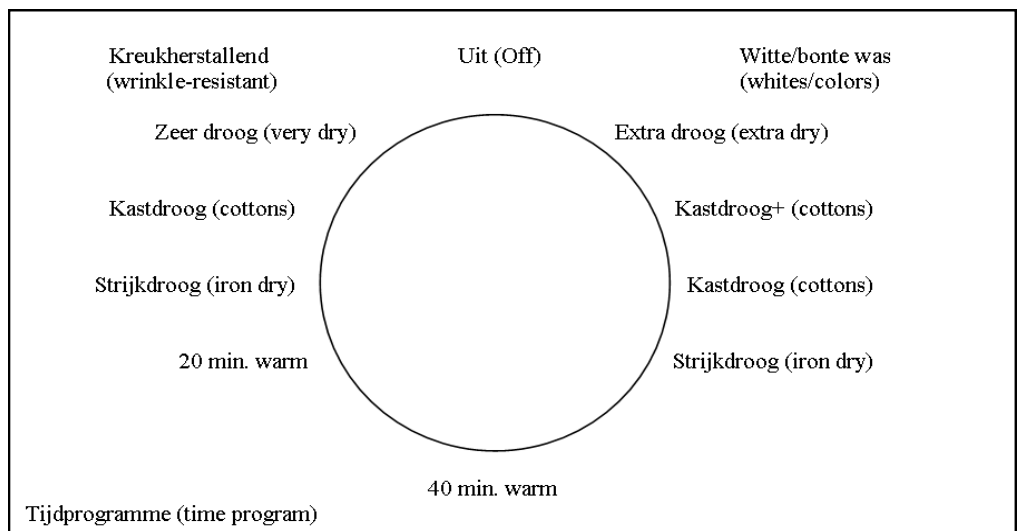 Kreukherstallend
(wrinkle-resistant)
Uit (Off)
Witte/bonte was
(whites/colors)
Zeer droog (very dry)
Extra droog (extra dry)
Kastdroog (cottons)
Kastdroog+ (cottons)
Strijkdroog (iron dry)
Kastdroog (cottons)
20 min. warm
Strijkdroog (iron dry)
40 min. warm
Tijdprogramme (time program)